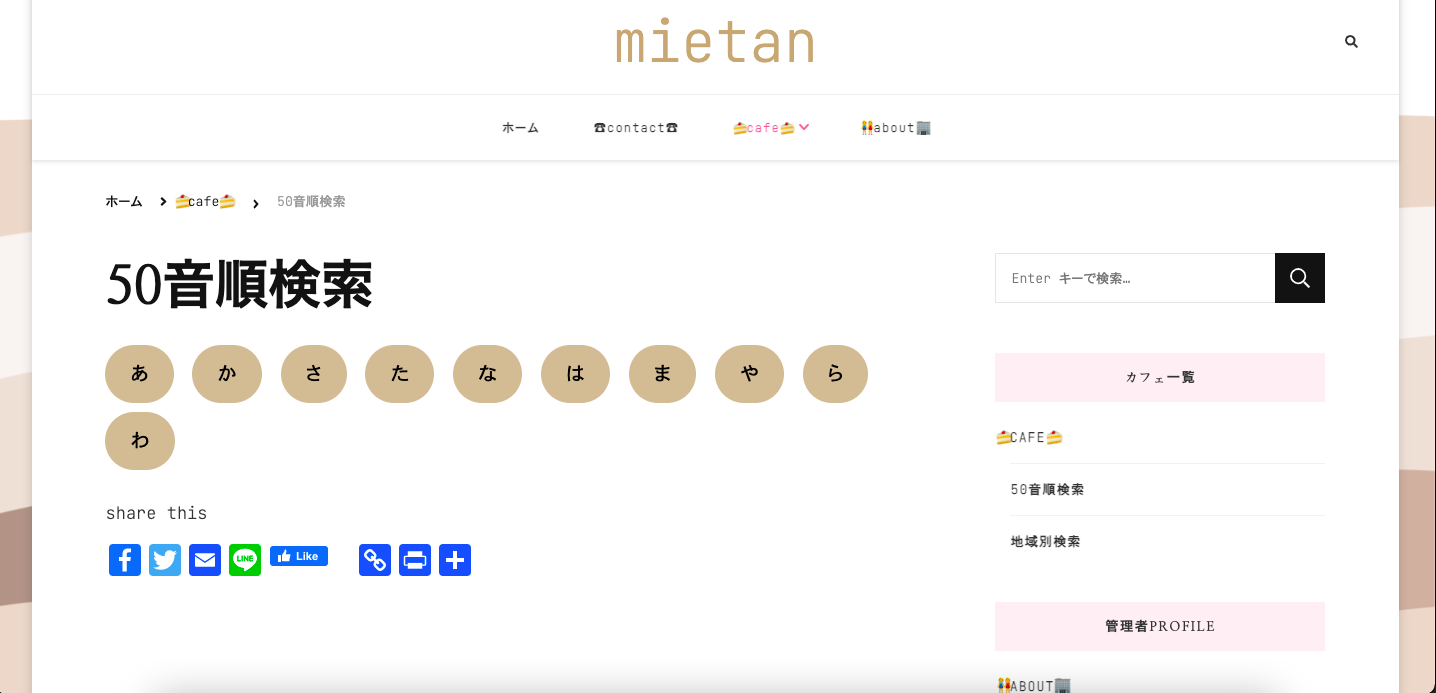 mietan
ホーム ☎contact☎ 🍰cafe🍰 👫about🏢
ホーム > 🍰cafe🍰 > 50音順検索
50音順検索
あ か さ た な は ま や ら
わ
share this
LINE Like
Enter キーで検索…
カフェ一覧
🍰CAFE🍰
50音順検索
地域別検索
管理者PROFILE
👫ABOUT🏢